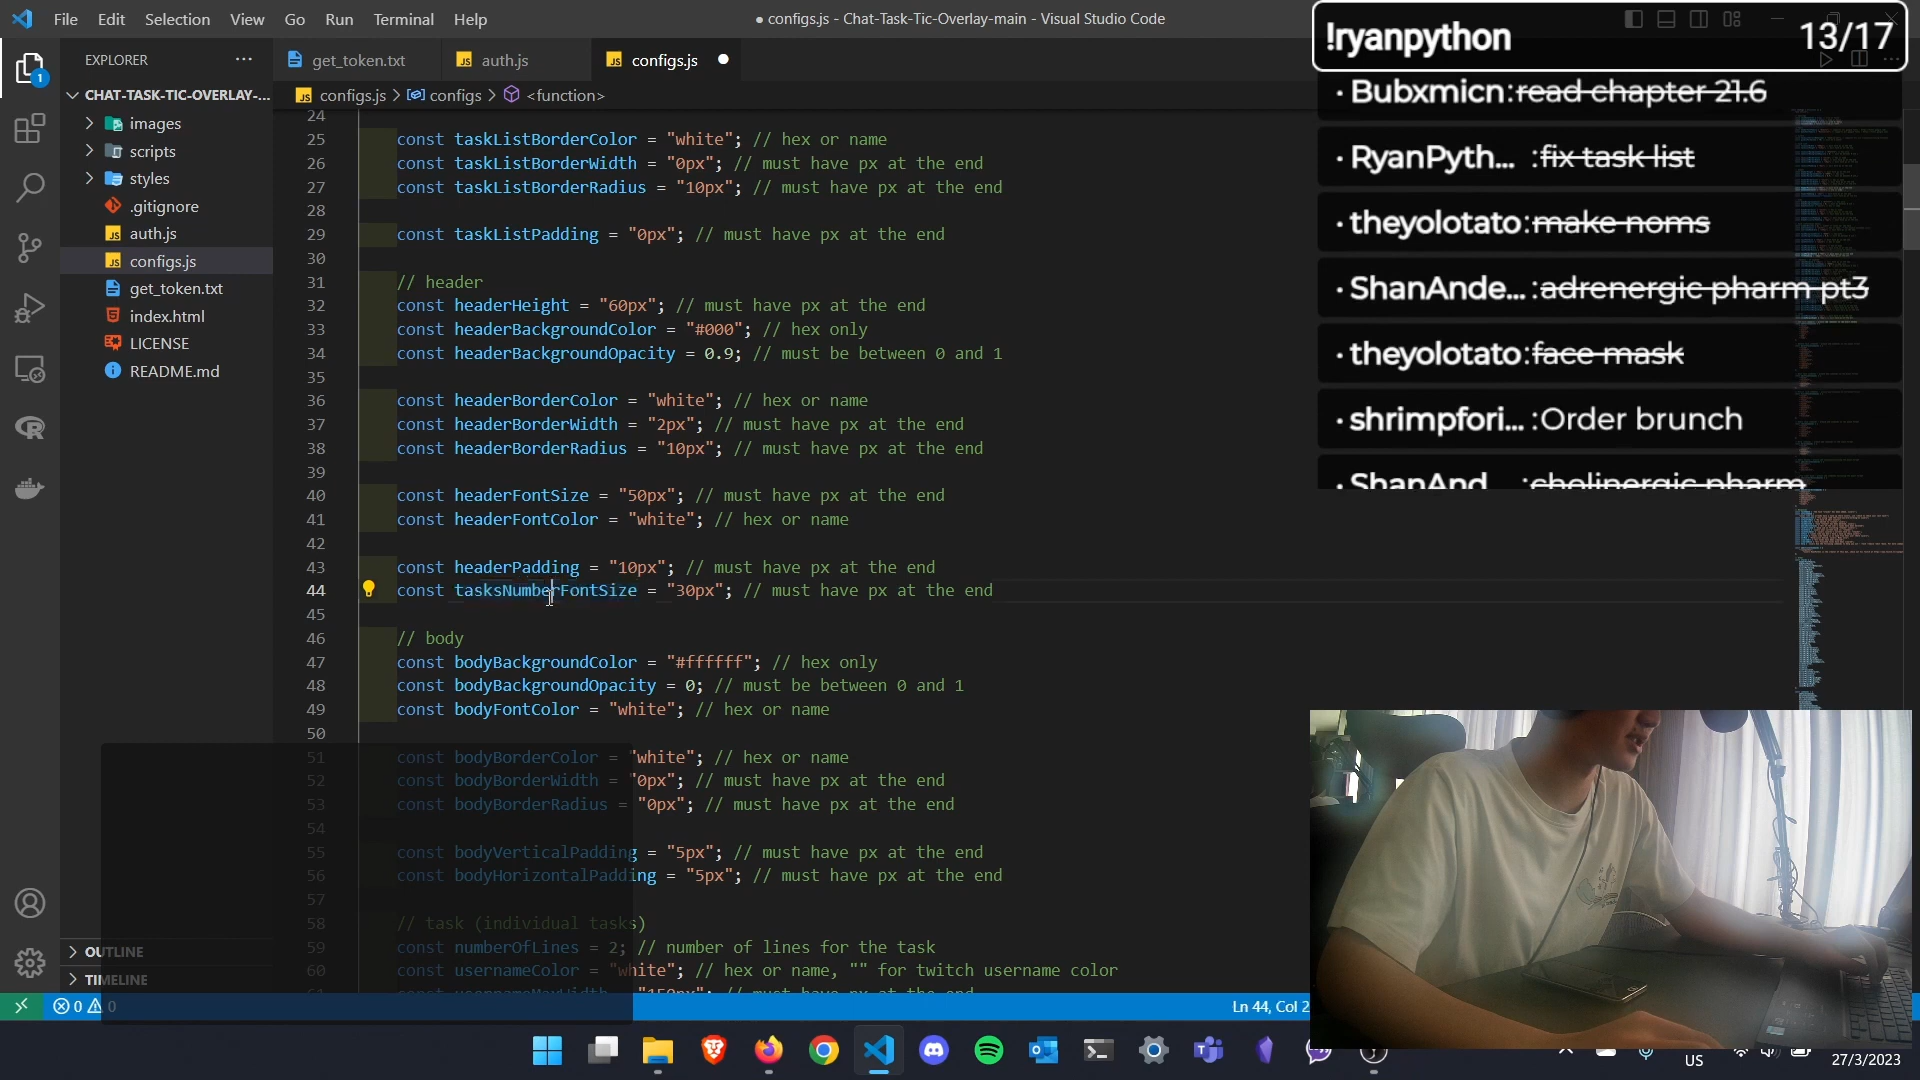 File Edit Selection View Go Run Terminal Help
● configs.js - Chat-Task-Tic-Overlay-main - Visual Studio Code
!ryanpython 13/17
EXPLORER ···
get_token.txt
auth.js
configs.js
CHAT-TASK-TIC-OVERLAY-...
configs.js > configs > <function>
images
scripts
styles
.gitignore
auth.js
configs.js
get_token.txt
index.html
LICENSE
README.md
OUTLINE
TIMELINE
24
25 const taskListBorderColor = "white"; // hex or name
26 const taskListBorderWidth = "0px"; // must have px at the end
27 const taskListBorderRadius = "10px"; // must have px at the end
28
29 const taskListPadding = "0px"; // must have px at the end
30
31 // header
32 const headerHeight = "60px"; // must have px at the end
33 const headerBackgroundColor = "#000"; // hex only
34 const headerBackgroundOpacity = 0.9; // must be between 0 and 1
35
36 const headerBorderColor = "white"; // hex or name
37 const headerBorderWidth = "2px"; // must have px at the end
38 const headerBorderRadius = "10px"; // must have px at the end
39
40 const headerFontSize = "50px"; // must have px at the end
41 const headerFontColor = "white"; // hex or name
42
43 const headerPadding = "10px"; // must have px at the end
44 const tasksNumberFontSize = "30px"; // must have px at the end
45
46 // body
47 const bodyBackgroundColor = "#ffffff"; // hex only
48 const bodyBackgroundOpacity = 0; // must be between 0 and 1
49 const bodyFontColor = "white"; // hex or name
50
51 const bodyBorderColor = "white"; // hex or name
52 const bodyBorderWidth = "0px"; // must have px at the end
53 const bodyBorderRadius = "0px"; // must have px at the end
54
55 const bodyVerticalPadding = "5px"; // must have px at the end
56 const bodyHorizontalPadding = "5px"; // must have px at the end
57
58 // task (individual tasks)
59 const numberOfLines = 2; // number of lines for the task
60 const usernameColor = "white"; // hex or name, "" for twitch username color
61 const usernameMaxWidth = "150px"; // must have px at the end
· Bubxmicn:read chapter 21.6
· RyanPyth... :fix task list
· theyolotato:make noms
· ShanAnde... :adrenergic pharm pt3
· theyolotato:face mask
· shrimpfori... :Order brunch
· ShanAnd... :cholinergic pharm
1
0 0
Ln 44, Col 2
US
27/3/2023